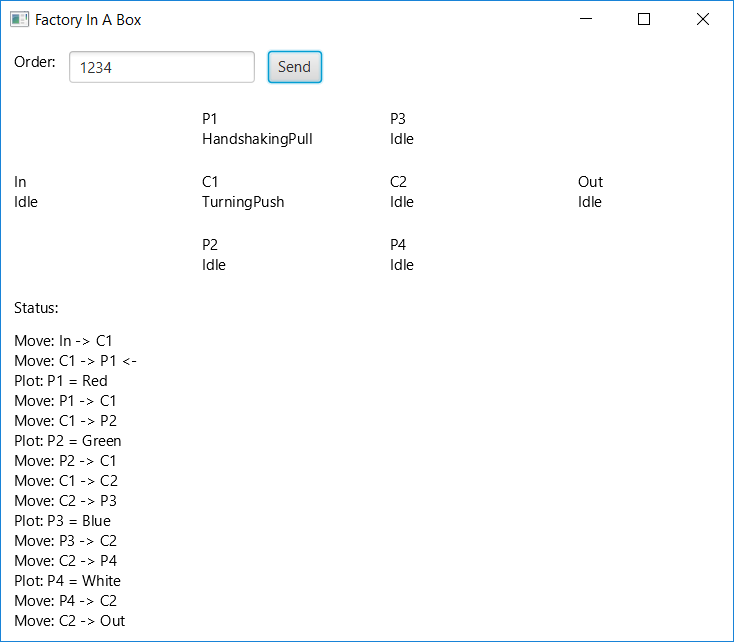 Factory In A Box
Order: 1234 Send
P1 P3
HandshakingPull Idle
In C1 C2 Out
Idle TurningPush Idle Idle
P2 P4
Idle Idle
Status:
Move: In -> C1
Move: C1 -> P1 <-
Plot: P1 = Red
Move: P1 -> C1
Move: C1 -> P2
Plot: P2 = Green
Move: P2 -> C1
Move: C1 -> C2
Move: C2 -> P3
Plot: P3 = Blue
Move: P3 -> C2
Move: C2 -> P4
Plot: P4 = White
Move: P4 -> C2
Move: C2 -> Out